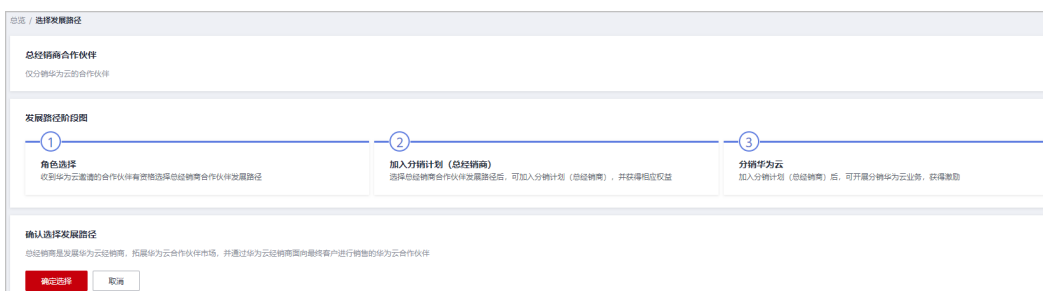 总览 / 选择发展路径
总经销商合作伙伴
仅分销华为云的合作伙伴
发展路径阶段图
1
角色选择
收到华为云邀请的合作伙伴有资格选择总经销商合作伙伴发展路径
2
加入分销计划（总经销商）
选择总经销商合作伙伴发展路径后，可加入分销计划（总经销商），并获得相应权益
3
分销华为云
加入分销计划（总经销商）后，可开展分销华为云业务，获得激励
确认选择发展路径
总经销商是发展华为云经销商，拓展华为云合作伙伴市场，并通过华为云经销商面向最终客户进行销售的华为云合作伙伴
确定选择 取消